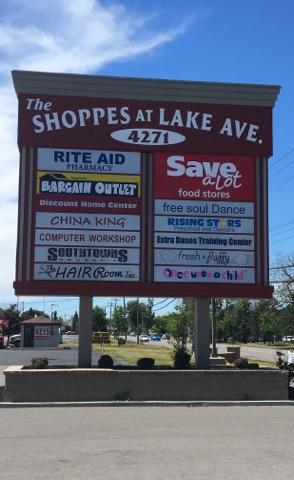 The
SHOPPES AT LAKE AVE.
4271
RITE AID
PHARMACY
BARGAIN OUTLET
Discount Home Center
CHINA KING
COMPUTER WORKSHOP
SOUTHTOWNS
The HAIR Room Inc.
Save
a lot
food stores
free soul Dance
RISING STARS
Preschool and Daycare
Extra Bases Training Center
fresh & fluffy
Once upon a child
KEYS